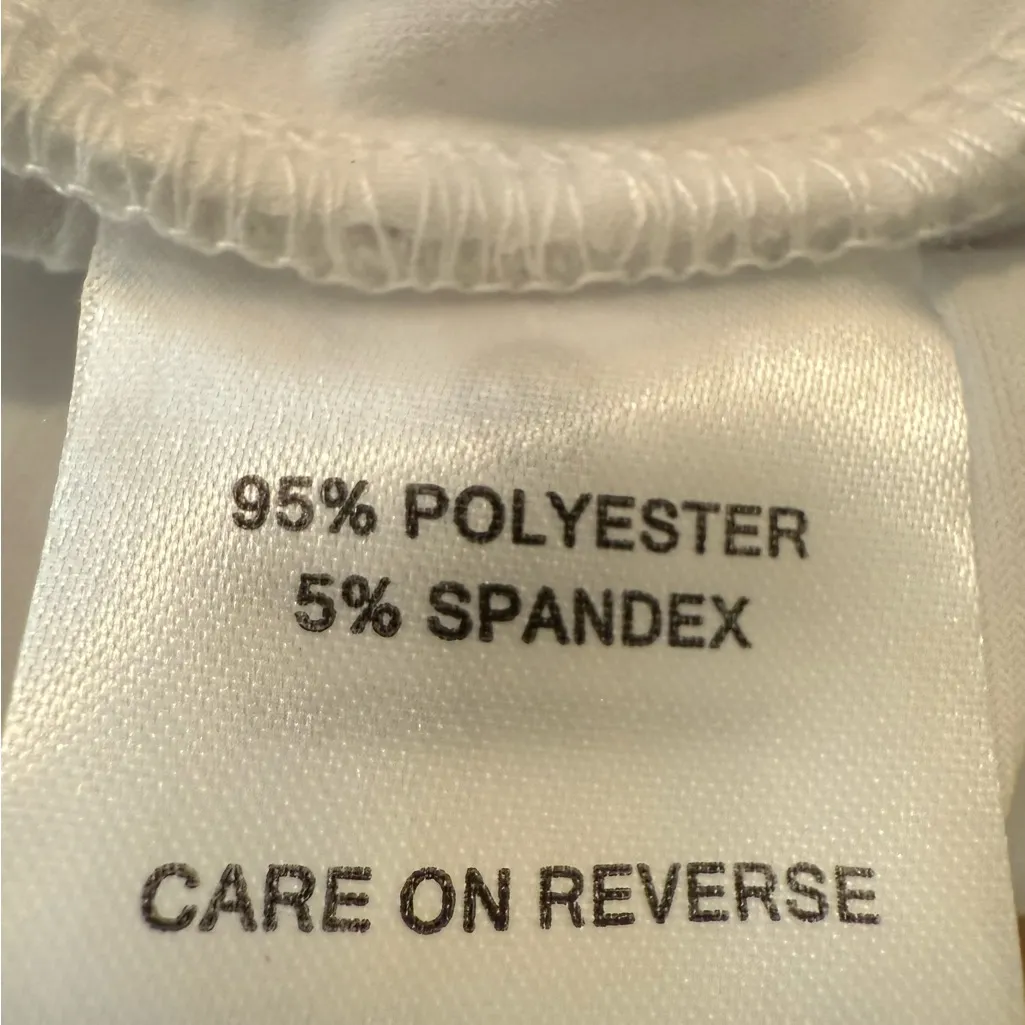 95% POLYESTER
5% SPANDEX
CARE ON REVERSE